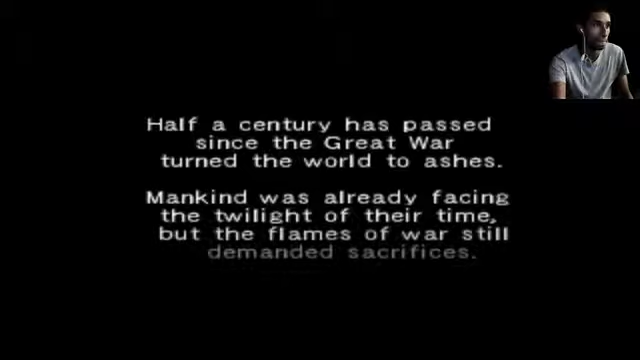 Half a century has passed
since the Great War
turned the world to ashes.
Mankind was already facing
the twilight of their time,
but the flames of war still
demanded sacrifices.